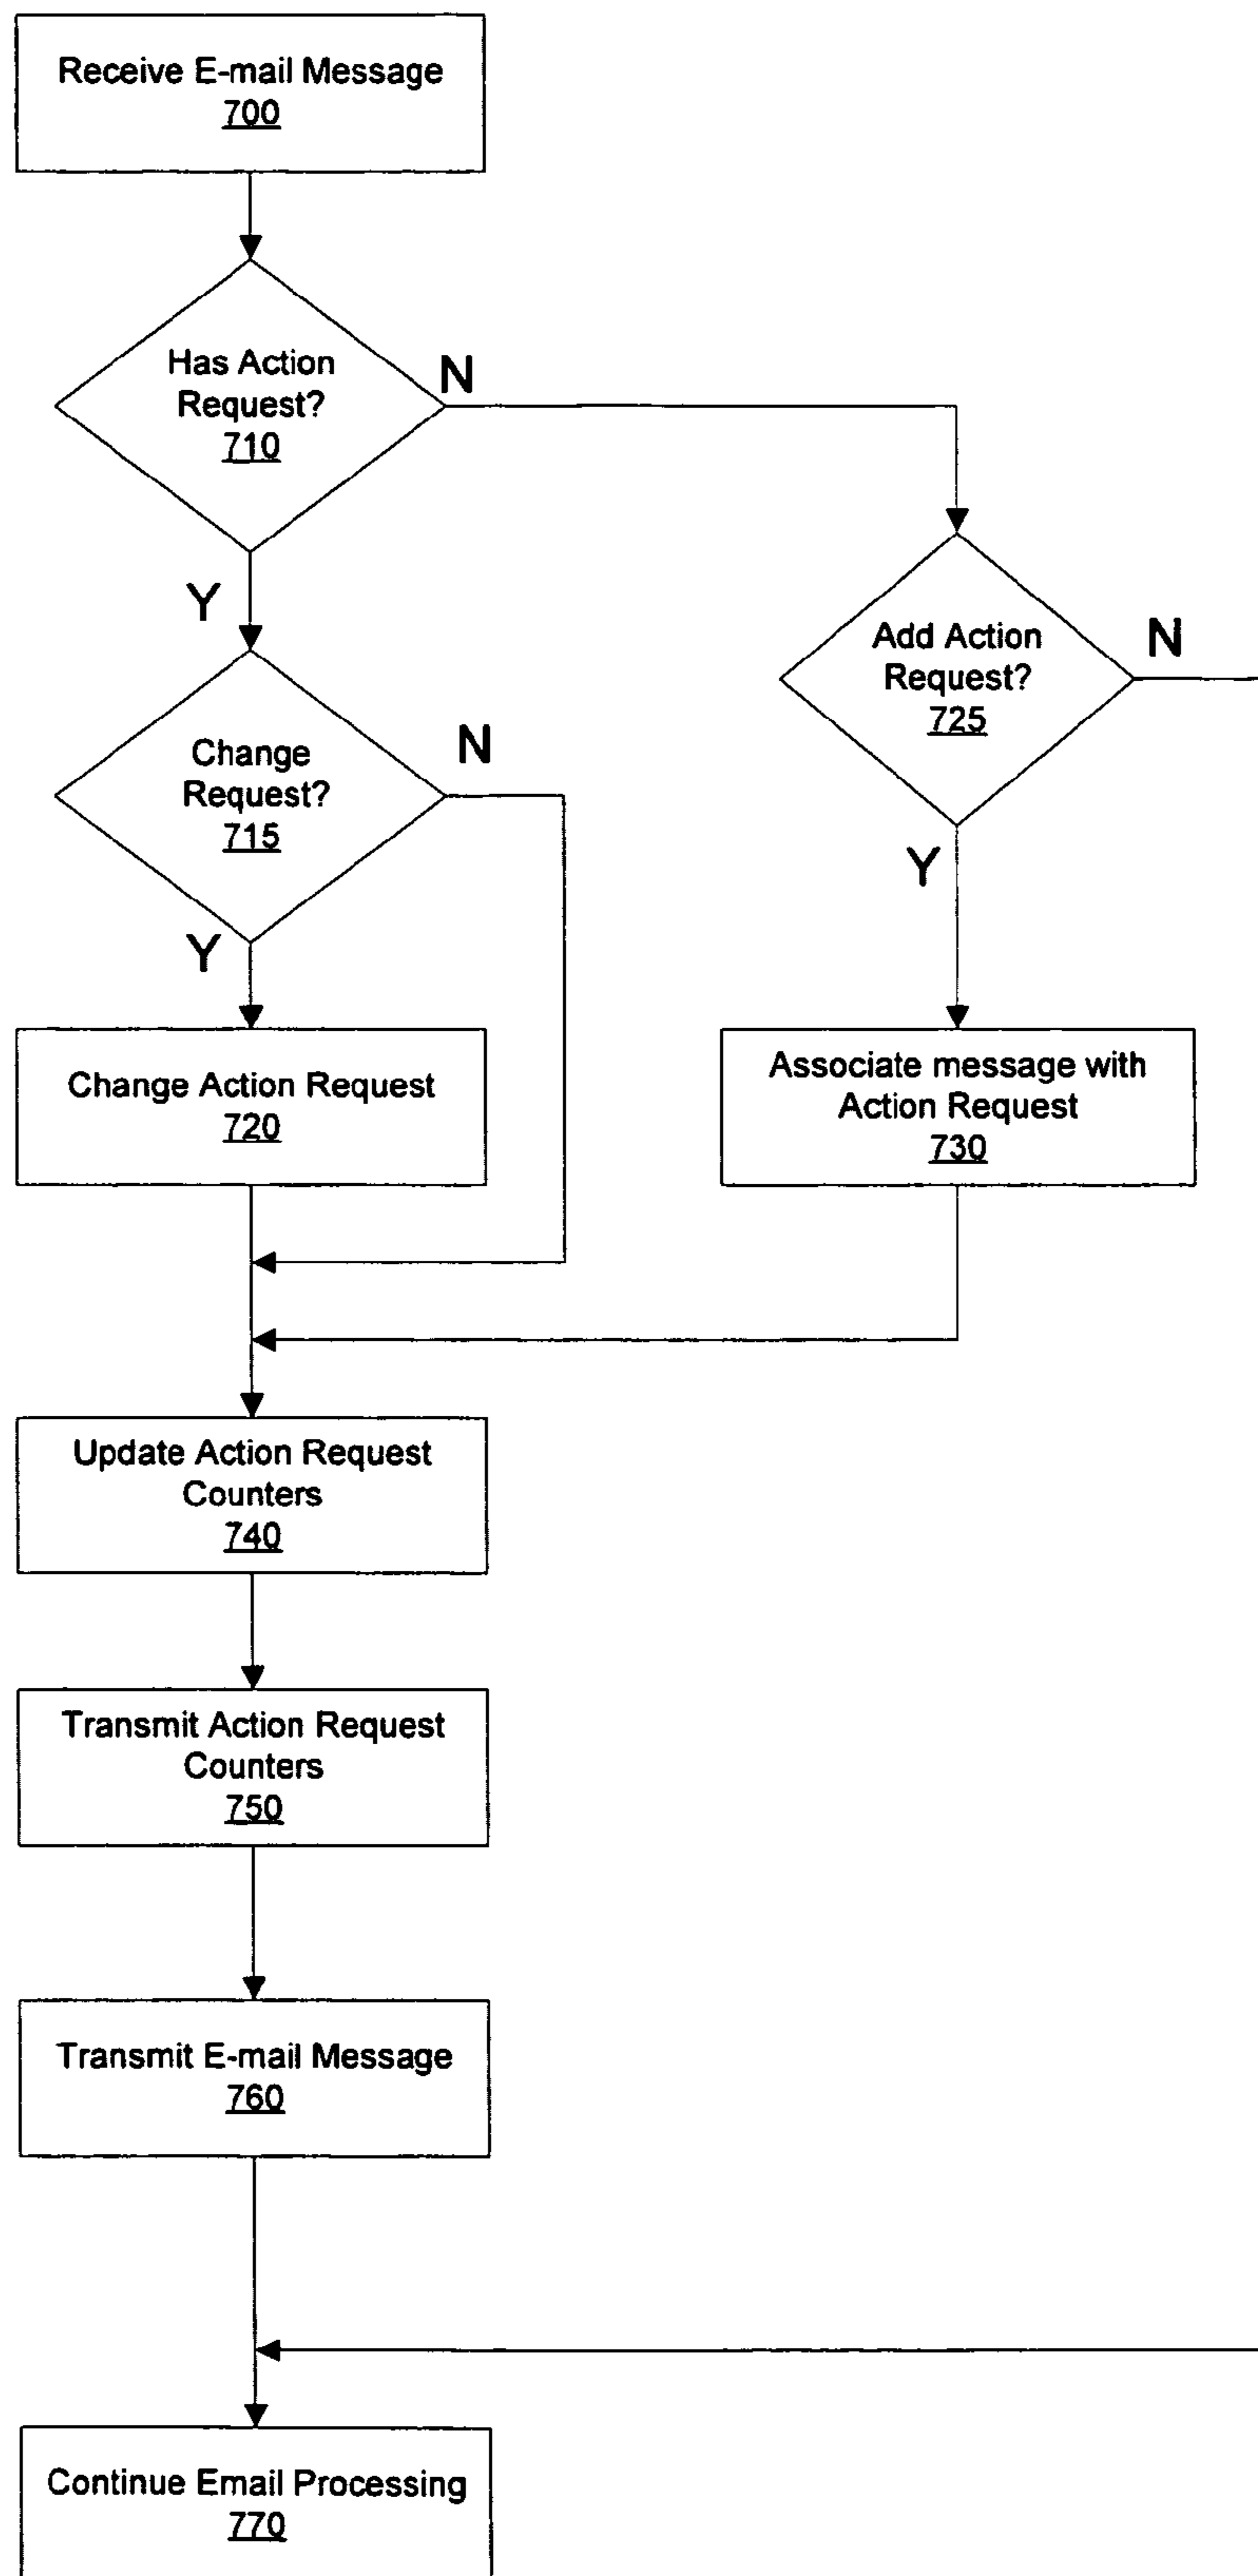 Receive E-mail Message
700
Has Action
Request?
710
N
Y
Add Action
Request?
725
N
Change
Request?
715
N
Y
Y
Change Action Request
720
Associate message with
Action Request
730
Update Action Request
Counters
740
Transmit Action Request
Counters
750
Transmit E-mail Message
760
Continue Email Processing
770